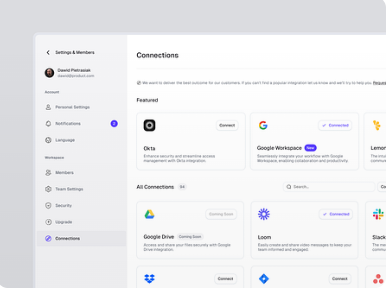 Settings & Members
Dawid Pietrasiak
dawid@product.com
Account
Personal Settings
Notifications
2
Language
Workspace
Members
Team Settings
Security
Upgrade
Connections
Connections
We want to deliver the best outcome for our customers. If you can't find a popular integration let us know and we'll try to help you.
Featured
Connect
Okta
Enhance security and streamline access
management with Okta integration.
Connected
Google Workspace New
Seamlessly integrate your workflow with Google
Workspace, enabling collaboration and productivity.
Lemon
The
All Connections
Search...
Coming Soon
Google Drive Coming Soon
Access and share your files securely with Google
Drive integration.
Connected
Loom
Easily create and share video messages to keep your
team informed and engaged.
Slack
Connect
Connect